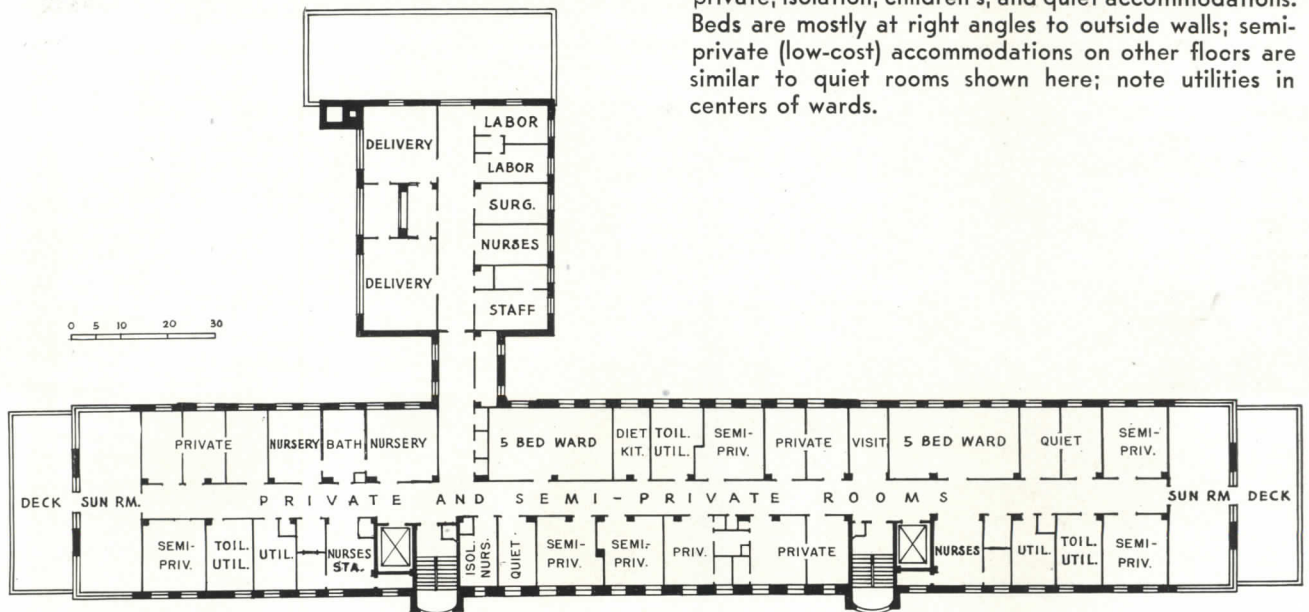 private, isolation, children's, and quiet accommodations.
Beds are mostly at right angles to outside walls; semi-
private (low-cost) accommodations on other floors are
similar to quiet rooms shown here; note utilities in
centers of wards.
DELIVERY
LABOR
LABOR
SURG.
NURSES
DELIVERY
STAFF
0 5 10 20 30
PRIVATE
NURSERY
BATH
NURSERY
5 BED WARD
DIET
KIT.
TOIL.
UTIL.
SEMI-
PRIV.
PRIVATE
VISIT.
5 BED WARD
QUIET
SEMI-
PRIV.
DECK
SUN RM.
PRIVATE AND SEMI-PRIVATE ROOMS
SUN RM
DECK
SEMI-
PRIV.
TOIL.
UTIL.
UTIL.
NURSES
STA.
ISOL.
NURS.
QUIET.
SEMI-
PRIV.
SEMI-
PRIV.
PRIV.
PRIVATE
NURSES
UTIL.
TOIL.
UTIL.
SEMI-
PRIV.